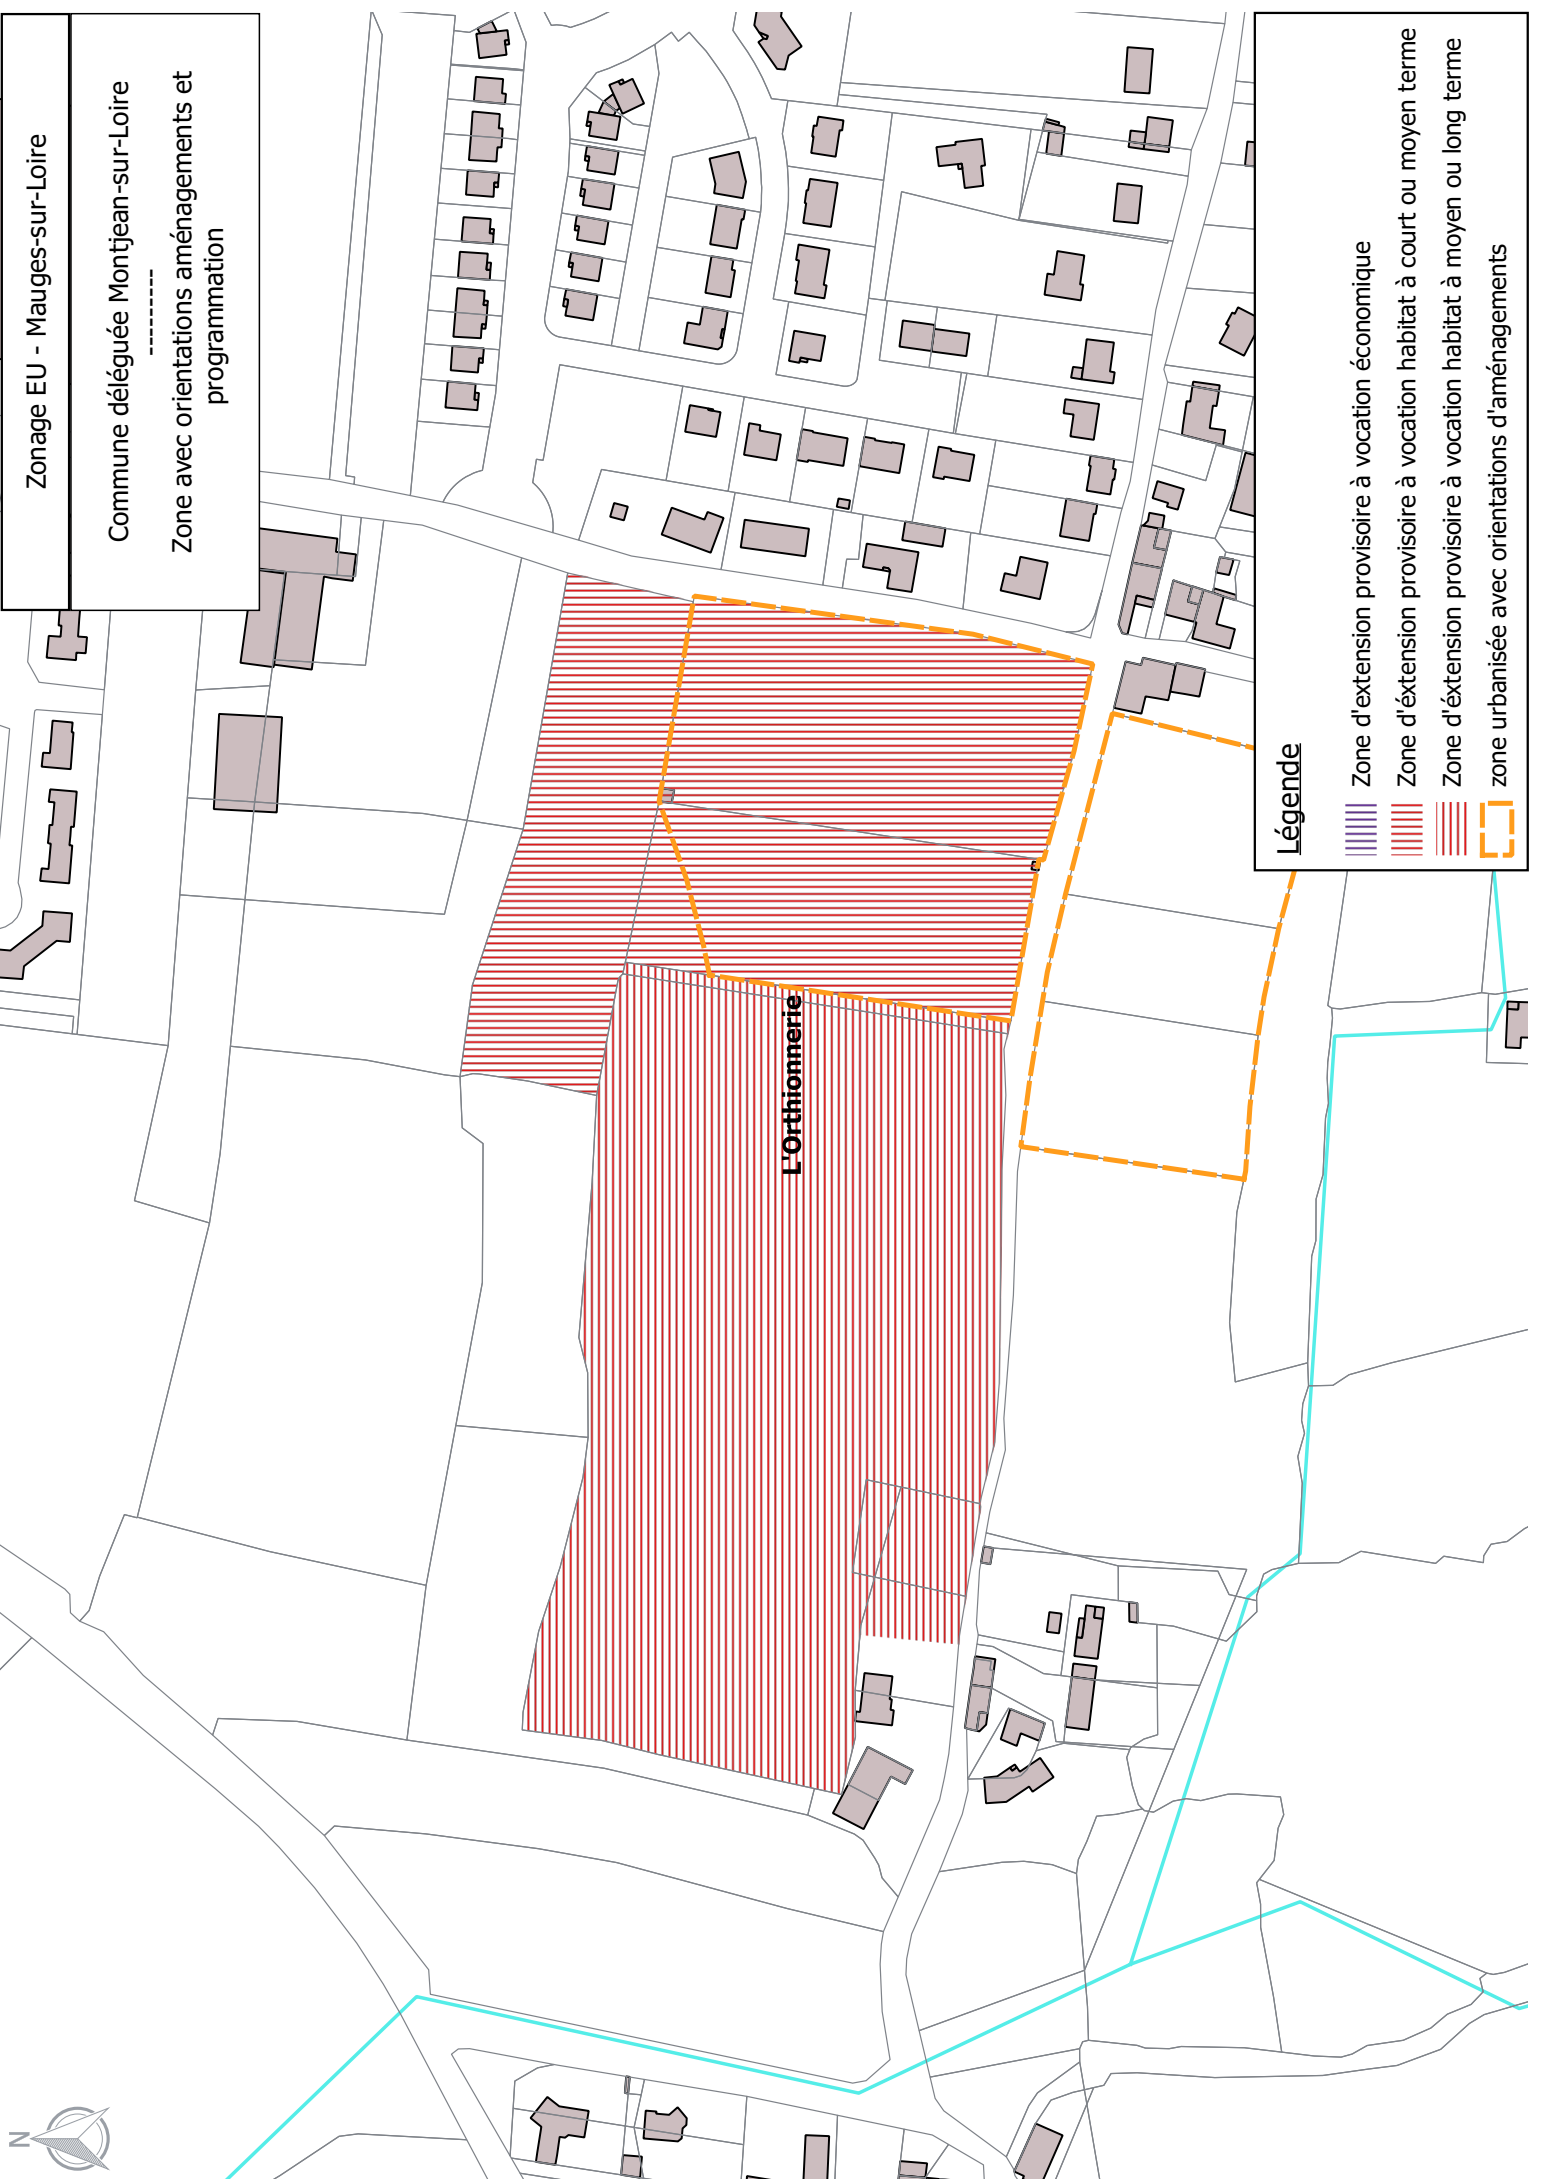 Zonage EU - Mauges-sur-Loire
Commune déléguée Montjean-sur-Loire
----------
Zone avec orientations aménagements et
programmation
L'Orthionnerie
Légende
Zone d'extension provisoire à vocation économique
Zone d'éxtension provisoire à vocation habitat à court ou moyen terme
Zone d'éxtension provisoire à vocation habitat à moyen ou long terme
zone urbanisée avec orientations d'aménagements
N